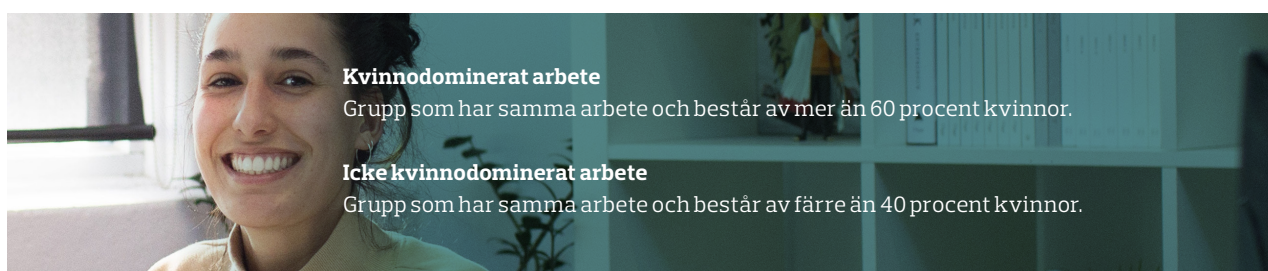 Kvinnodominerat arbete
Grupp som har samma arbete och består av mer än 60 procent kvinnor.
Icke kvinnodominerat arbete
Grupp som har samma arbete och består av färre än 40 procent kvinnor.